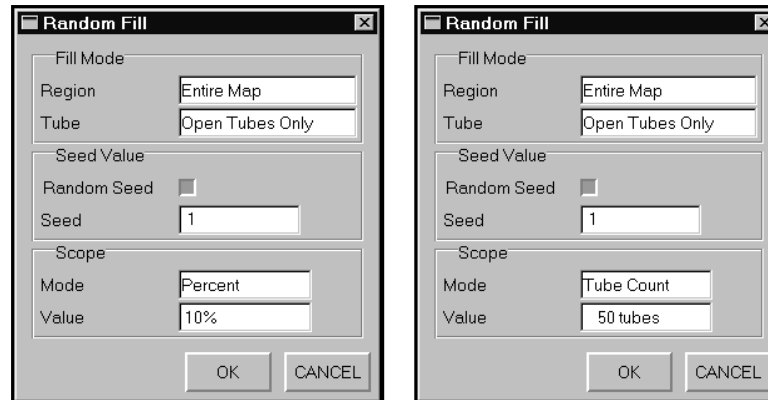 Random Fill
Fill Mode
Region Entire Map
Tube Open Tubes Only
Seed Value
Random Seed
Seed 1
Scope
Mode Percent
Value 10%
OK CANCEL
Random Fill
Fill Mode
Region Entire Map
Tube Open Tubes Only
Seed Value
Random Seed
Seed 1
Scope
Mode Tube Count
Value 50 tubes
OK CANCEL